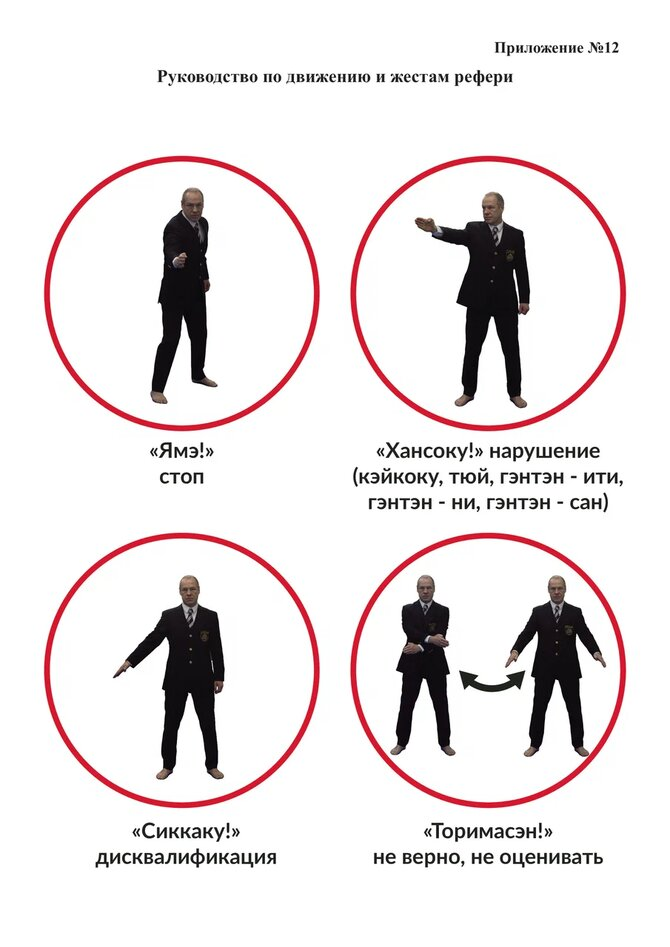 Приложение №12
Руководство по движению и жестам рефери
«Ямэ!»
стоп
«Хансоку!» нарушение
(кэйкоку, тюй, гэнтэн - ити,
гэнтэн - ни, гэнтэн - сан)
«Сиккаку!»
дисквалификация
«Торимасэн!»
не верно, не оценивать